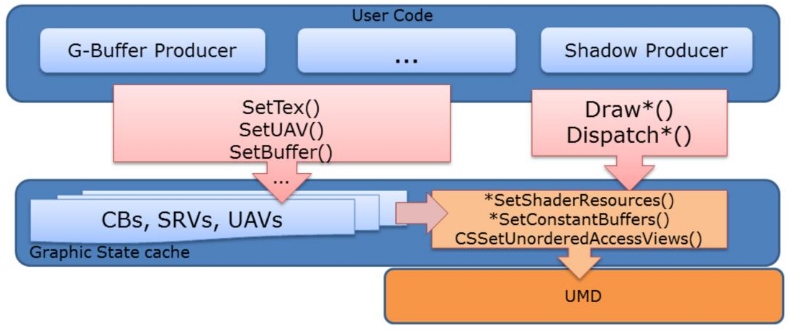 User Code
G-Buffer Producer
...
Shadow Producer
SetTex()
SetUAV()
SetBuffer()
...
Draw*()
Dispatch*()
CBs, SRVs, UAVs
*SetShaderResources()
*SetConstantBuffers()
CSSetUnorderedAccessViews()
Graphic State cache
UMD